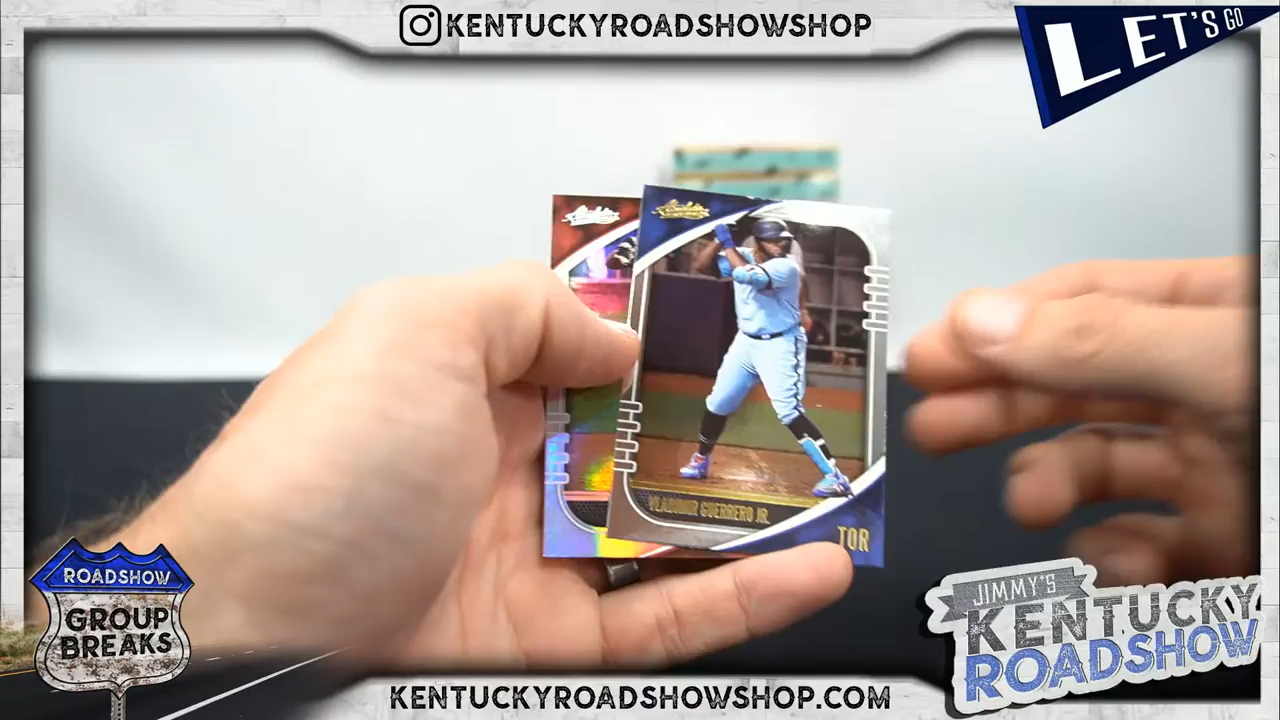 KENTUCKYROADSHOWSHOP
LET'S GO
Absolute
Absolute
VLADIMIR GUERRERO JR.
TOR
ROADSHOW
GROUP
BREAKS
JIMMY'S
KENTUCKY
ROADSHOW
KENTUCKYROADSHOWSHOP.COM